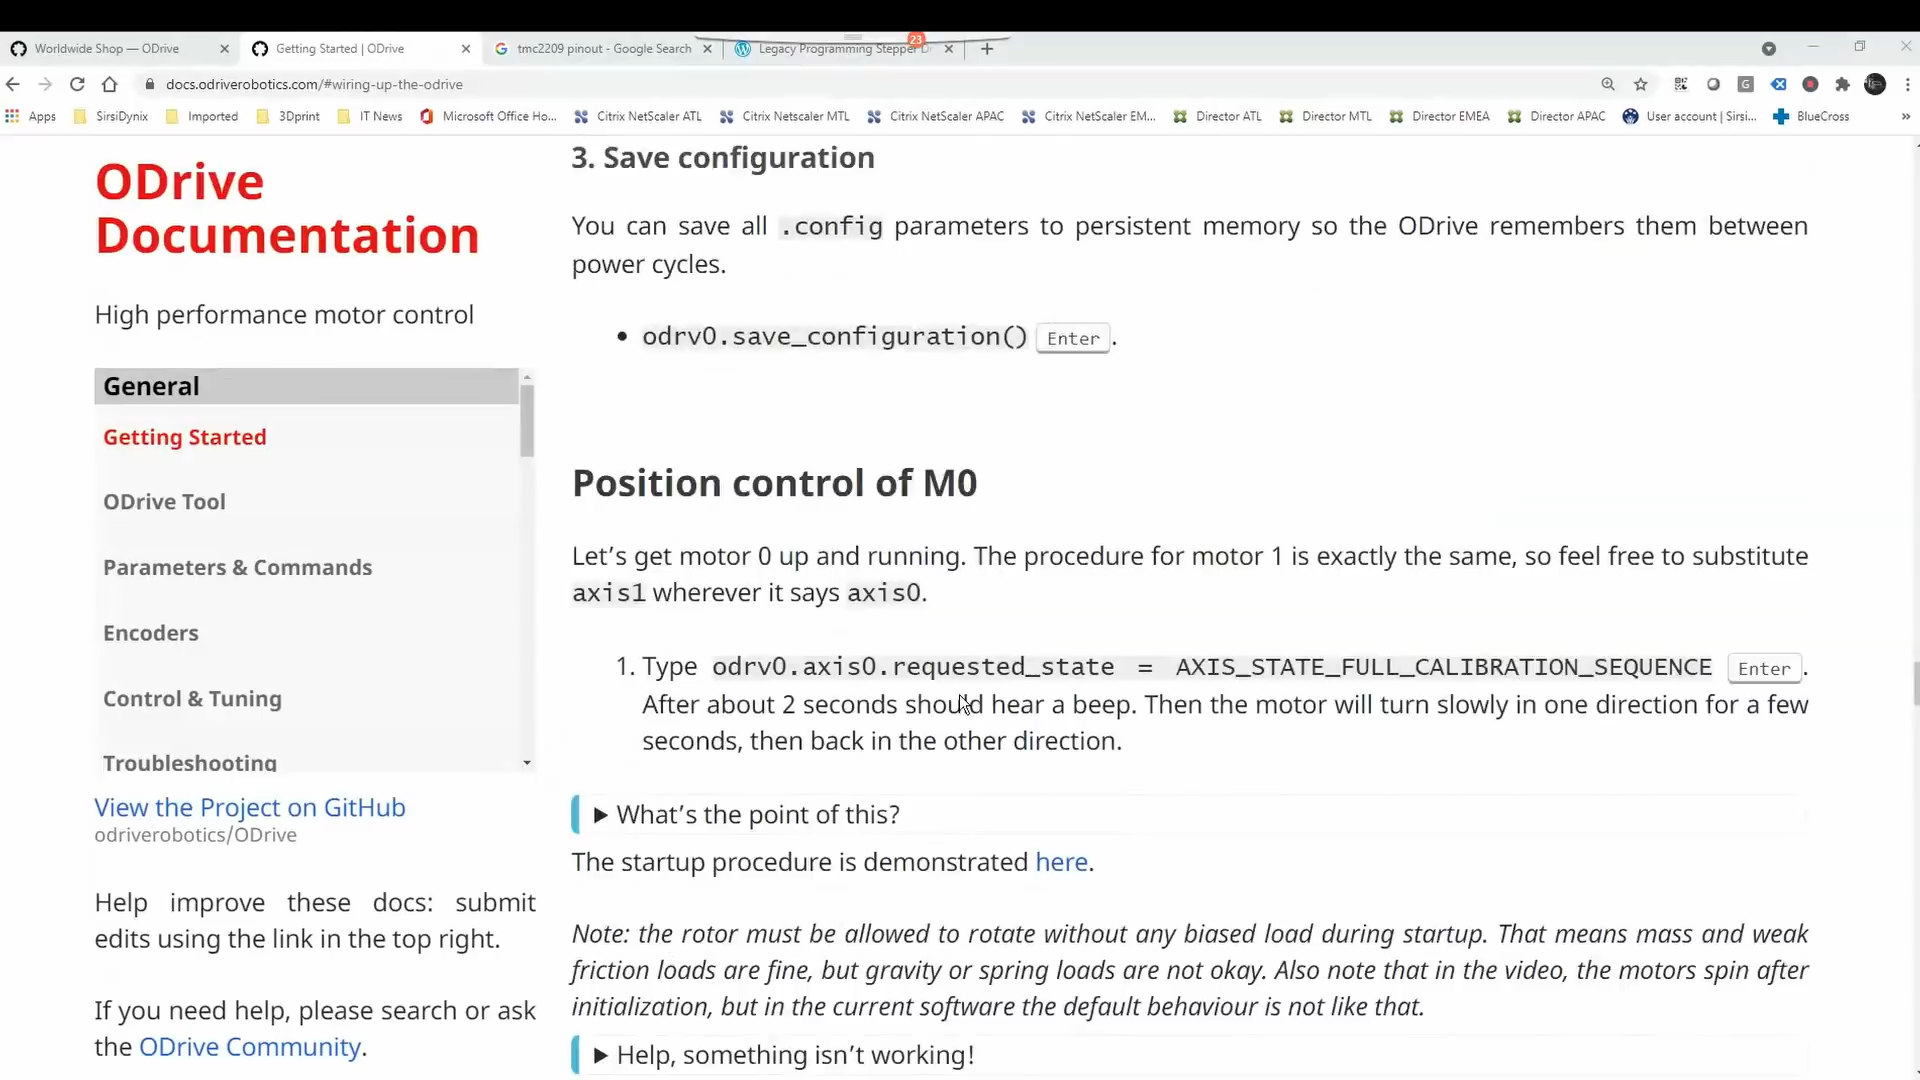 Worldwide Shop — ODrive
Getting Started | ODrive
tmc2209 pinout - Google Search
23
Legacy Programming Stepper D
docs.odriverobotics.com/#wiring-up-the-odrive
Apps
SirsiDynix
Imported
3Dprint
IT News
Microsoft Office Ho...
Citrix NetScaler ATL
Citrix Netscaler MTL
Citrix NetScaler APAC
Citrix NetScaler EM...
Director ATL
Director MTL
Director EMEA
Director APAC
User account | Sirsi...
BlueCross
»
ODrive
Documentation
High performance motor control
General
Getting Started
ODrive Tool
Parameters & Commands
Encoders
Control & Tuning
Troubleshooting
View the Project on GitHub
odriverobotics/ODrive
Help improve these docs: submit
edits using the link in the top right.
If you need help, please search or ask
the ODrive Community.
3. Save configuration
You can save all .config parameters to persistent memory so the ODrive remembers them between
power cycles.
• odrv0.save_configuration() Enter.
Position control of M0
Let's get motor 0 up and running. The procedure for motor 1 is exactly the same, so feel free to substitute
axis1 wherever it says axis0.
1. Type odrv0.axis0.requested_state = AXIS_STATE_FULL_CALIBRATION_SEQUENCE Enter.
After about 2 seconds should hear a beep. Then the motor will turn slowly in one direction for a few
seconds, then back in the other direction.
What's the point of this?
The startup procedure is demonstrated here.
Note: the rotor must be allowed to rotate without any biased load during startup. That means mass and weak
friction loads are fine, but gravity or spring loads are not okay. Also note that in the video, the motors spin after
initialization, but in the current software the default behaviour is not like that.
Help, something isn't working!